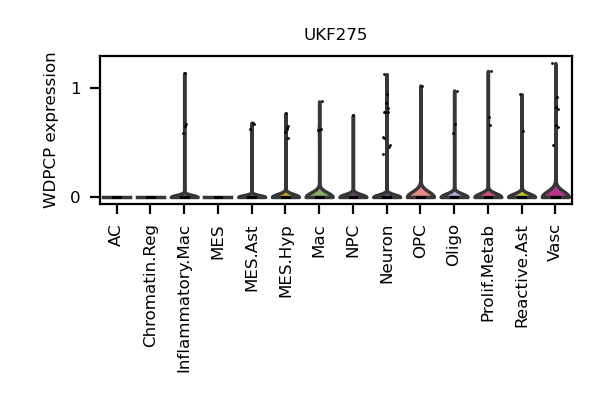 UKF275
WDPCP expression
1
0
AC
Chromatin.Reg
Inflammatory.Mac
MES
MES.Ast
MES.Hyp
Mac
NPC
Neuron
OPC
Oligo
Prolif.Metab
Reactive.Ast
Vasc